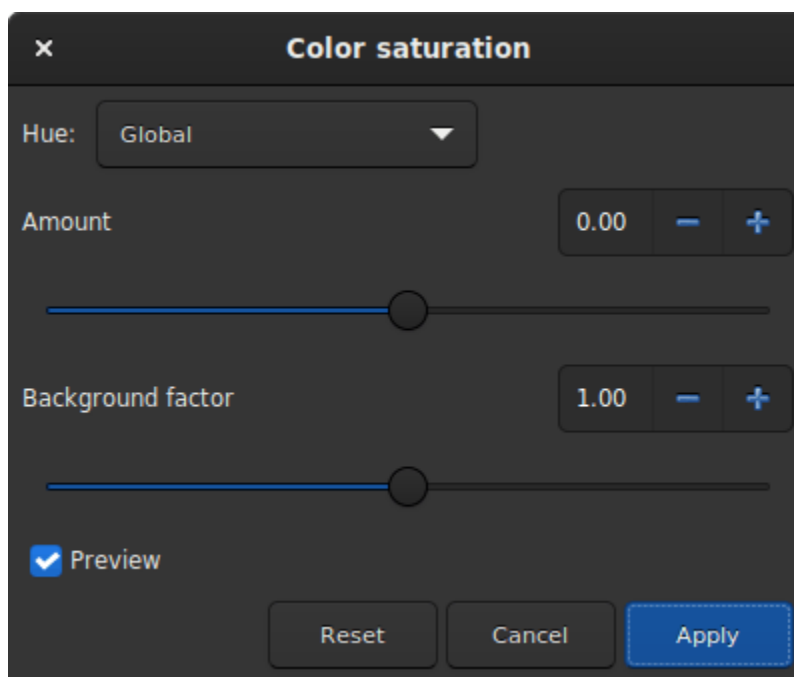 Color saturation
Hue: Global
Amount 0.00
Background factor 1.00
Preview
Reset Cancel Apply